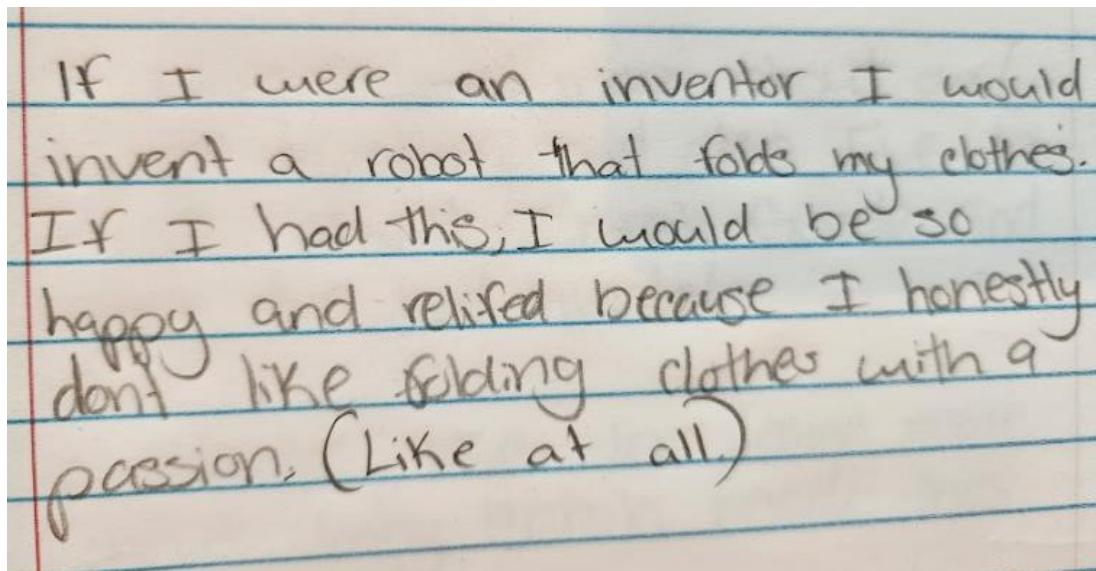 If I were an inventor I would
invent a robot that folds my clothes.
If I had this, I would be so
happy and relifed because I honestly
don't like folding clothes with a
passion. (Like at all.)